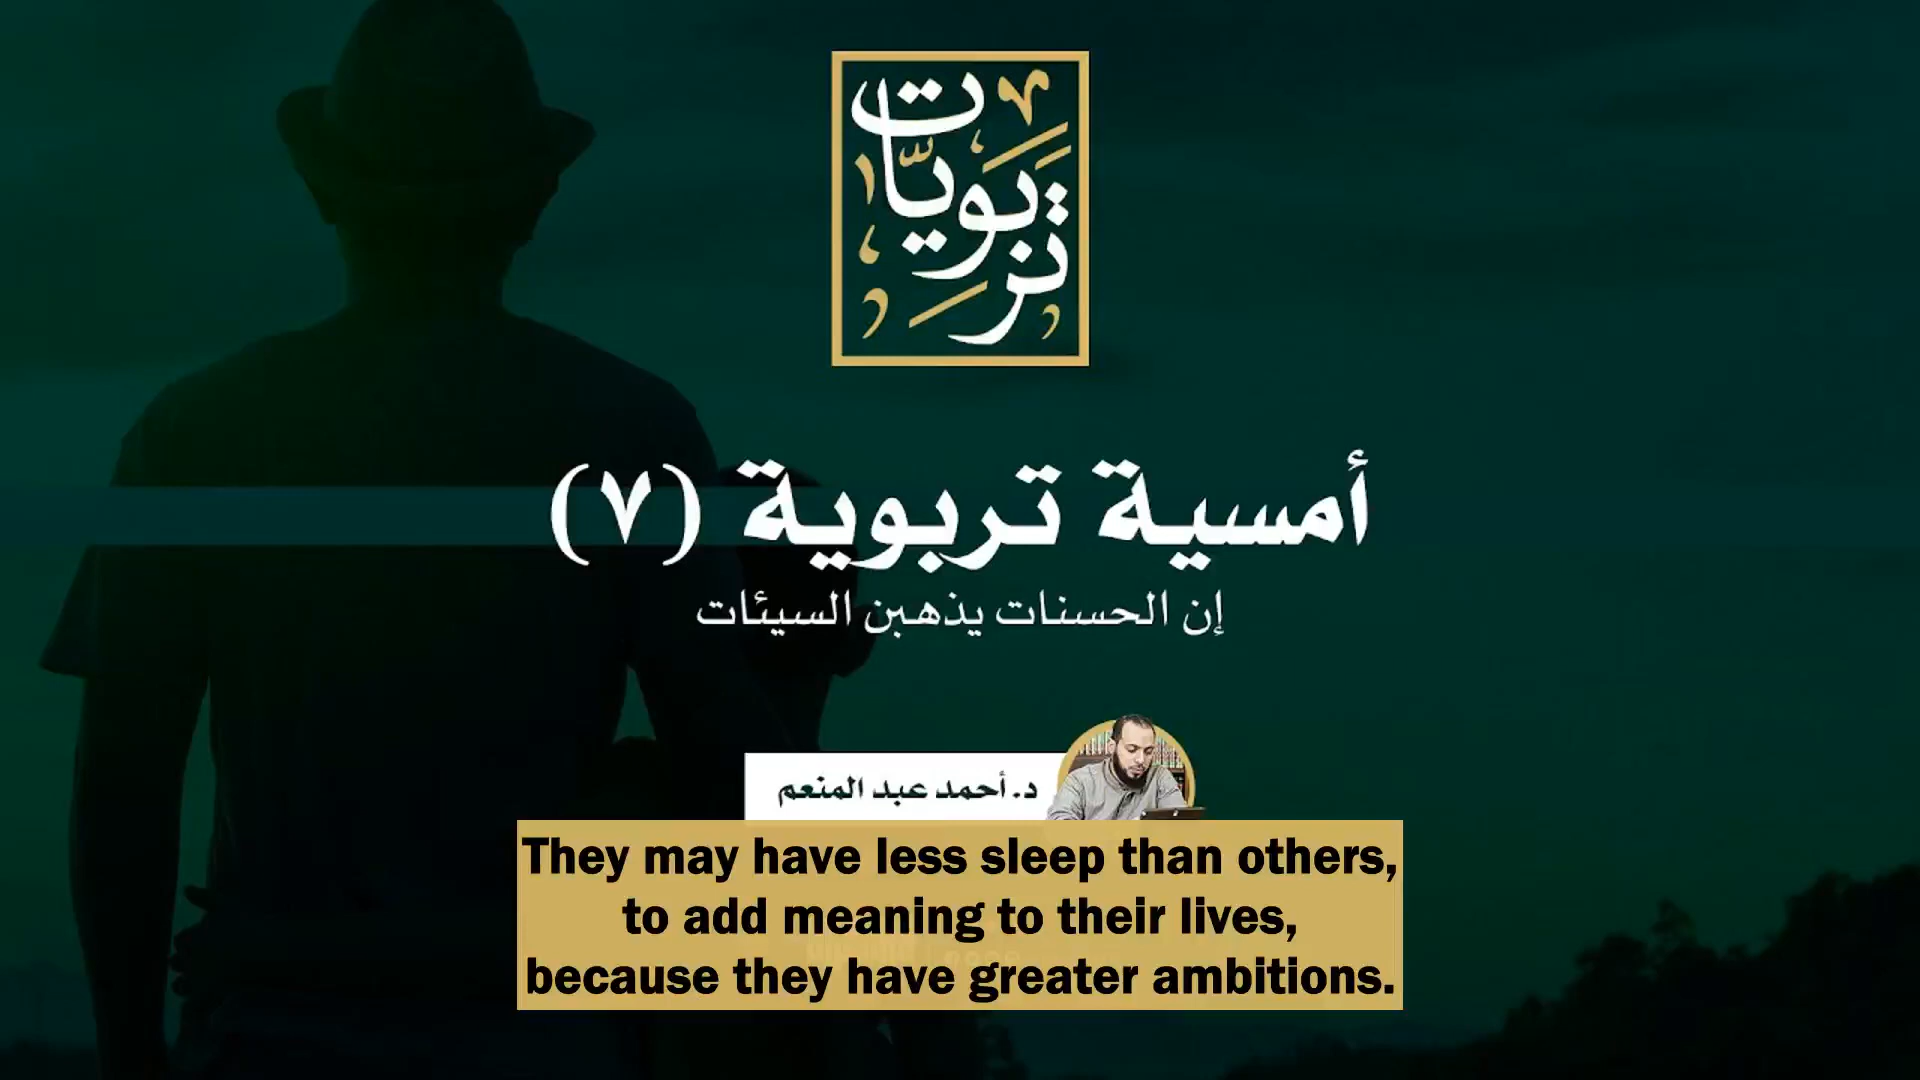 تربويات
أمسية تربوية (٧)
إن الحسنات يذهبن السيئات
د. أحمد عبد المنعم
They may have less sleep than others,
to add meaning to their lives,
because they have greater ambitions.